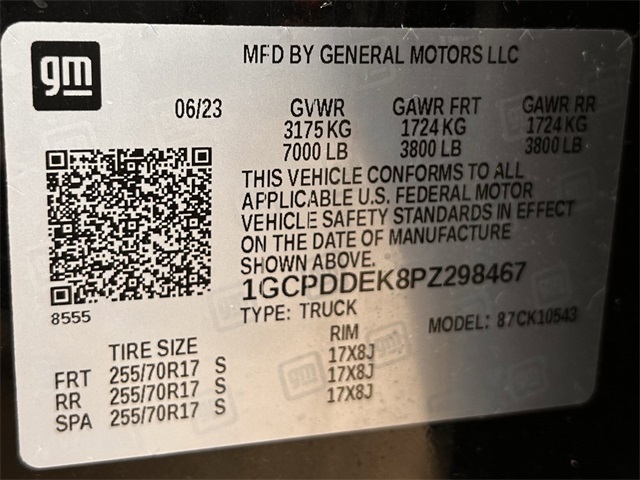 gm
MFD BY GENERAL MOTORS LLC
06/23 GVWR GAWR FRT GAWR RR
3175 KG 1724 KG 1724 KG
7000 LB 3800 LB 3800 LB
THIS VEHICLE CONFORMS TO ALL
APPLICABLE U.S. FEDERAL MOTOR
VEHICLE SAFETY STANDARDS IN EFFECT
ON THE DATE OF MANUFACTURE
SHOWN ABOVE.
1GCPDDEK8PZ298467
8555
TYPE: TRUCK MODEL: 87CK10543
TIRE SIZE RIM
FRT 255/70R17 S 17X8J
RR 255/70R17 S 17X8J
SPA 255/70R17 S 17X8J